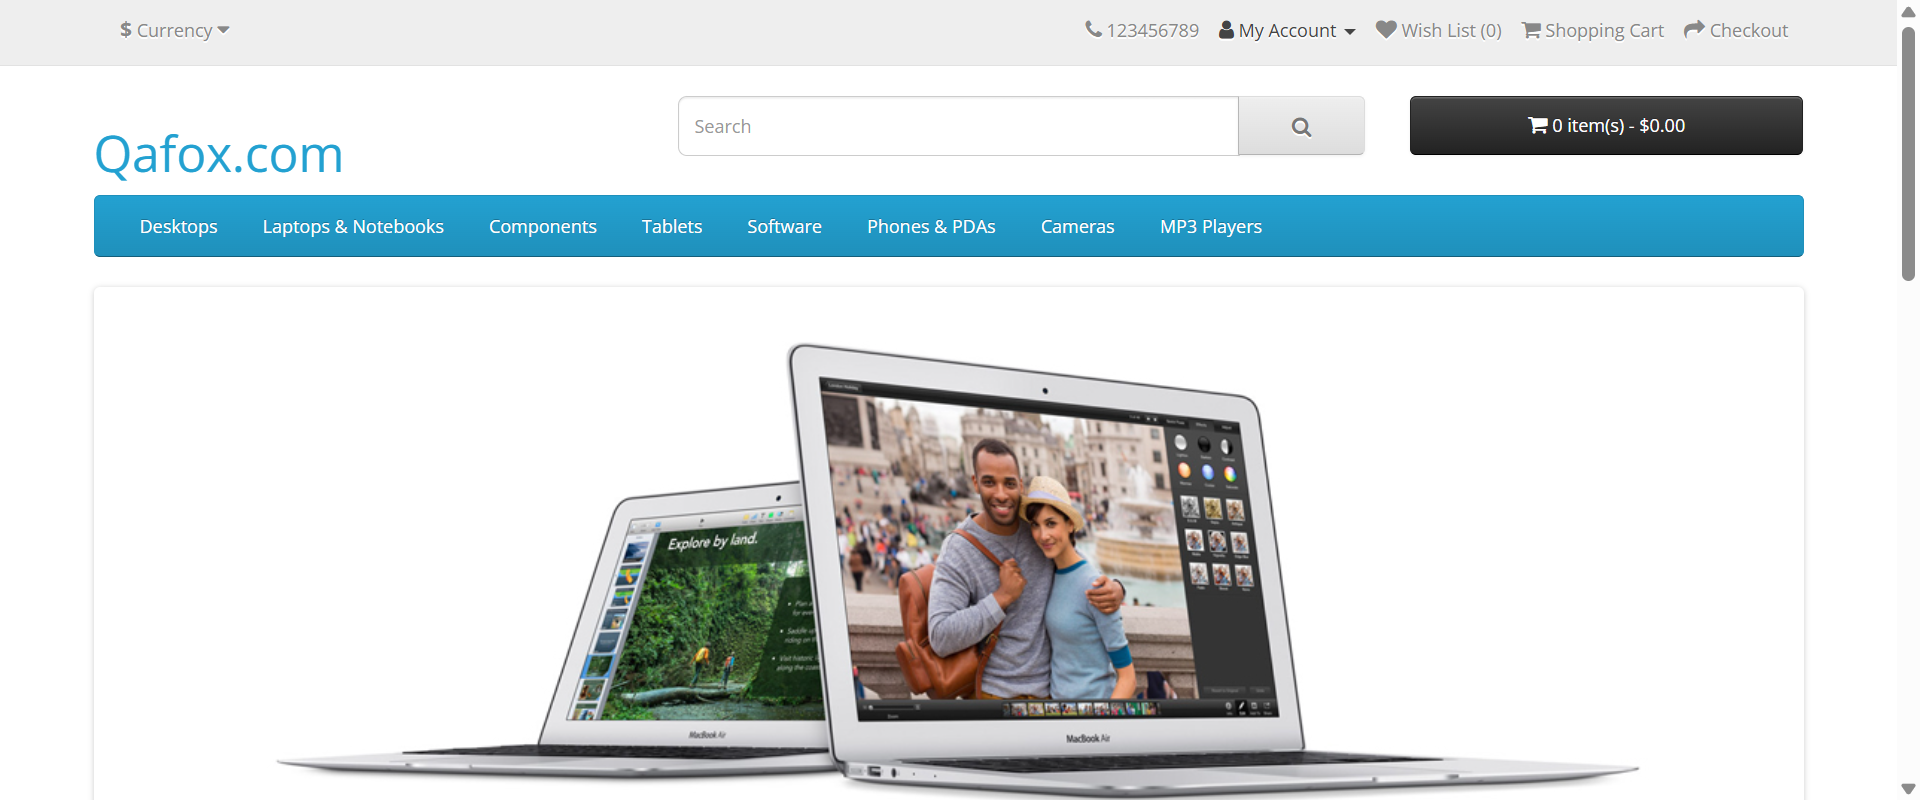 $ Currency
123456789 My Account Wish List (0) Shopping Cart Checkout
Search
0 item(s) - $0.00
Qafox.com
Desktops Laptops & Notebooks Components Tablets Software Phones & PDAs Cameras MP3 Players
Explore by land.
MacBook Air
MacBook Air